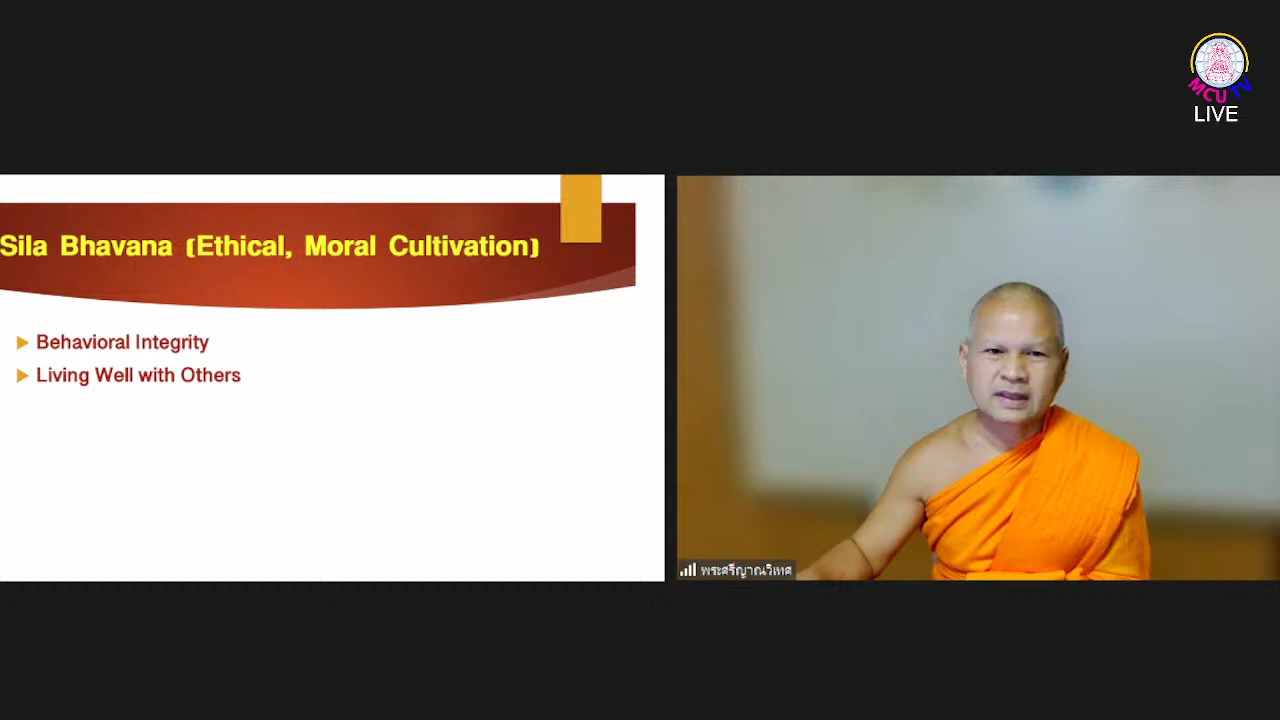 MCU TV
LIVE
Sila Bhavana (Ethical, Moral Cultivation)
Behavioral Integrity
Living Well with Others
พระศรีญาณวิเทศ